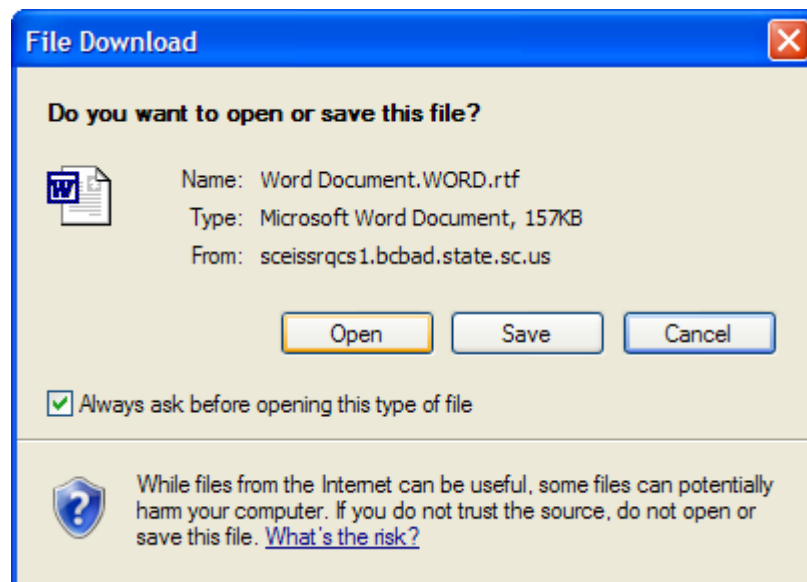 File Download
Do you want to open or save this file?
W
Name: Word Document.WORD.rtf
Type: Microsoft Word Document, 157KB
From: sceissrqcs1.bcbad.state.sc.us
Open Save Cancel
Always ask before opening this type of file
While files from the Internet can be useful, some files can potentially
harm your computer. If you do not trust the source, do not open or
save this file. What's the risk?